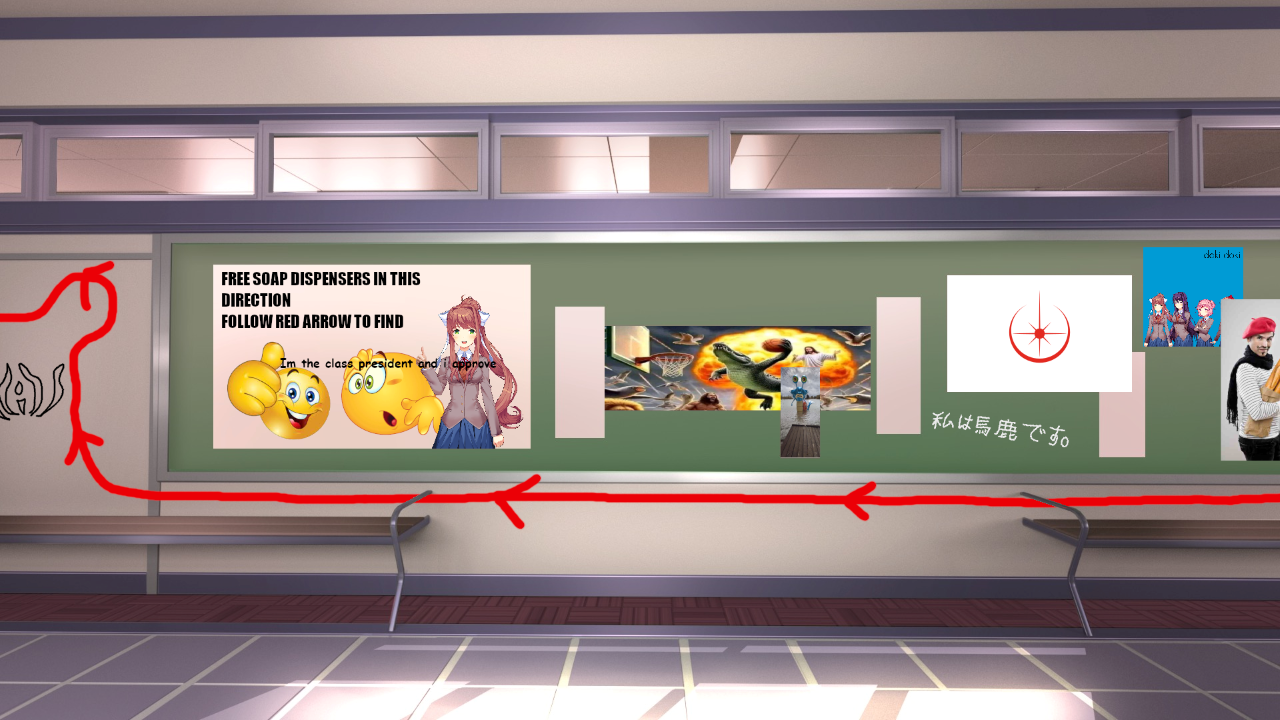 FREE SOAP DISPENSERS IN THIS
DIRECTION
FOLLOW RED ARROW TO FIND
Im the class president and i approve
私は馬鹿です。
doki doki